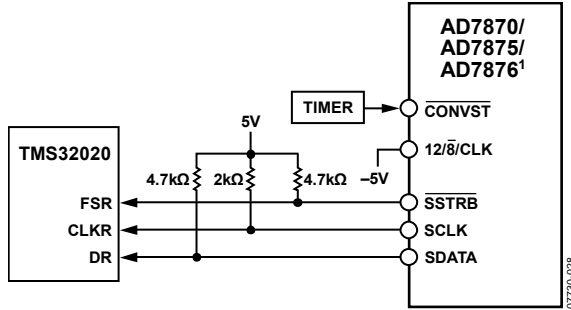 AD7870/
AD7875/
AD7876¹
TIMER
CONVST
5V
12/8/CLK
TMS32020
–5V
4.7kΩ
2kΩ
4.7kΩ
FSR
SSTRB
CLKR
SCLK
DR
SDATA
07730-028